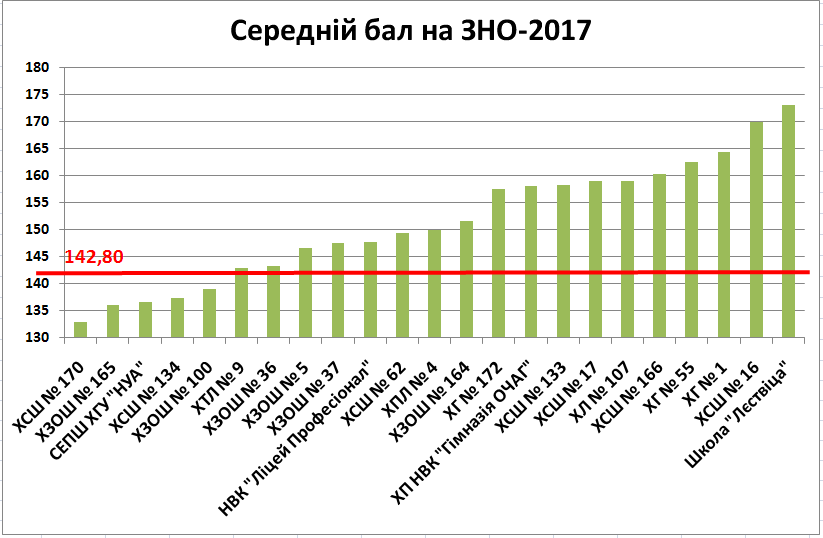 Середній бал на ЗНО-2017
180
175
170
165
160
155
150
145
140
135
130
142,80
ХСШ № 170
ХЗОШ № 165
СЕПШ ХГУ "НУА"
ХСШ № 134
ХЗОШ № 100
ХТЛ № 9
ХЗОШ № 36
ХЗОШ № 5
ХЗОШ № 37
НВК "Ліцей Професіонал"
ХСШ № 62
ХПЛ № 4
ХЗОШ № 164
ХГ № 172
ХП НВК "Гімназія ОЧАГ"
ХСШ № 133
ХСШ № 17
ХЛ № 107
ХСШ № 166
ХГ № 55
ХГ № 1
ХСШ № 16
Школа "Лєствіца"